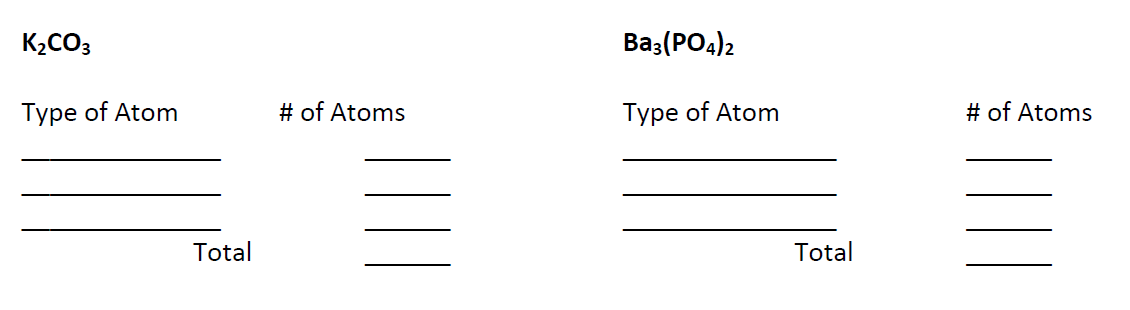 K₂CO₃ Ba₃(PO₄)₂
Type of Atom # of Atoms Type of Atom # of Atoms
Total Total